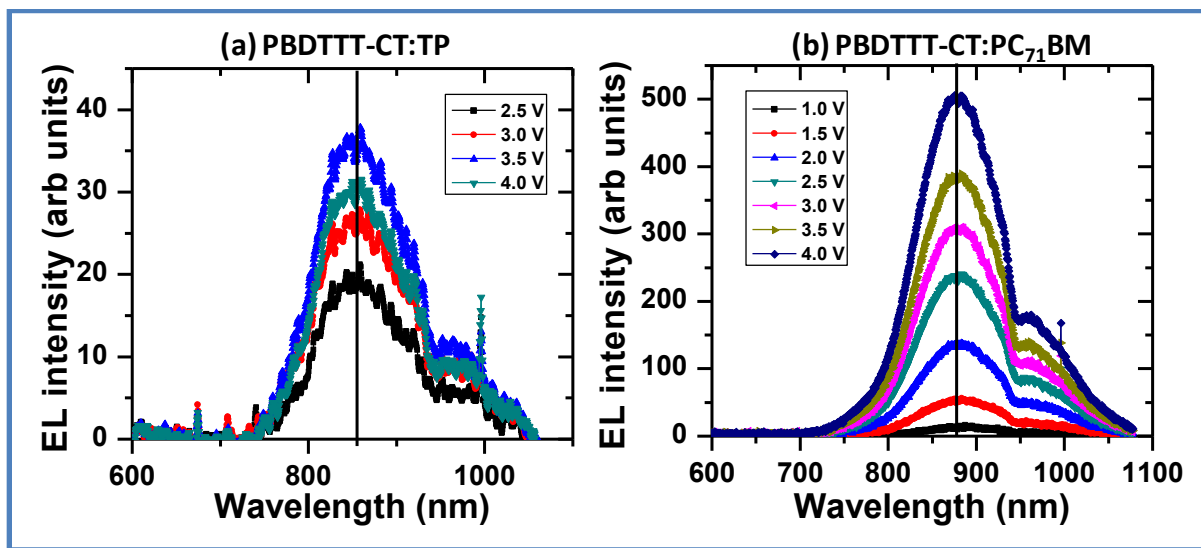 (a) PBDTTT-CT:TP
EL intensity (arb units)
40
30
20
10
0
2.5 V
3.0 V
3.5 V
4.0 V
600
800
1000
Wavelength (nm)
(b) PBDTTT-CT:PC₇₁BM
EL intensity (arb units)
500
400
300
200
100
0
1.0 V
1.5 V
2.0 V
2.5 V
3.0 V
3.5 V
4.0 V
600 700 800 900 1000 1100
Wavelength (nm)